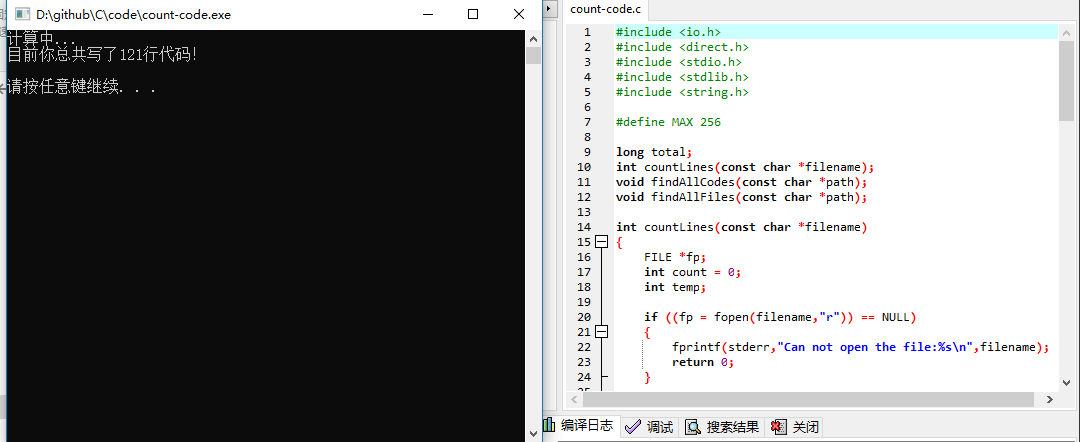 D:\github\C\code\count-code.exe
计算中...
目前你总共写了121行代码!
请按任意键继续. . .
count-code.c
1 #include <io.h>
2 #include <direct.h>
3 #include <stdio.h>
4 #include <stdlib.h>
5 #include <string.h>
6
7 #define MAX 256
8
9 long total;
10 int countLines(const char *filename);
11 void findAllCodes(const char *path);
12 void findAllFiles(const char *path);
13
14 int countLines(const char *filename)
15 {
16 FILE *fp;
17 int count = 0;
18 int temp;
19
20 if ((fp = fopen(filename,"r")) == NULL)
21 {
22 fprintf(stderr,"Can not open the file:%s\n",filename);
23 return 0;
24 }
编译日志 调试 搜索结果 关闭